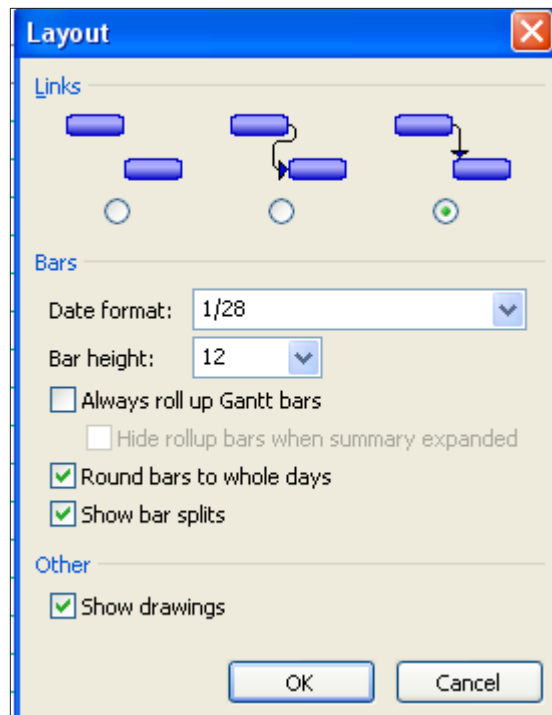 Layout
Links
Bars
Date format: 1/28
Bar height: 12
Always roll up Gantt bars
Hide rollup bars when summary expanded
Round bars to whole days
Show bar splits
Other
Show drawings
OK Cancel